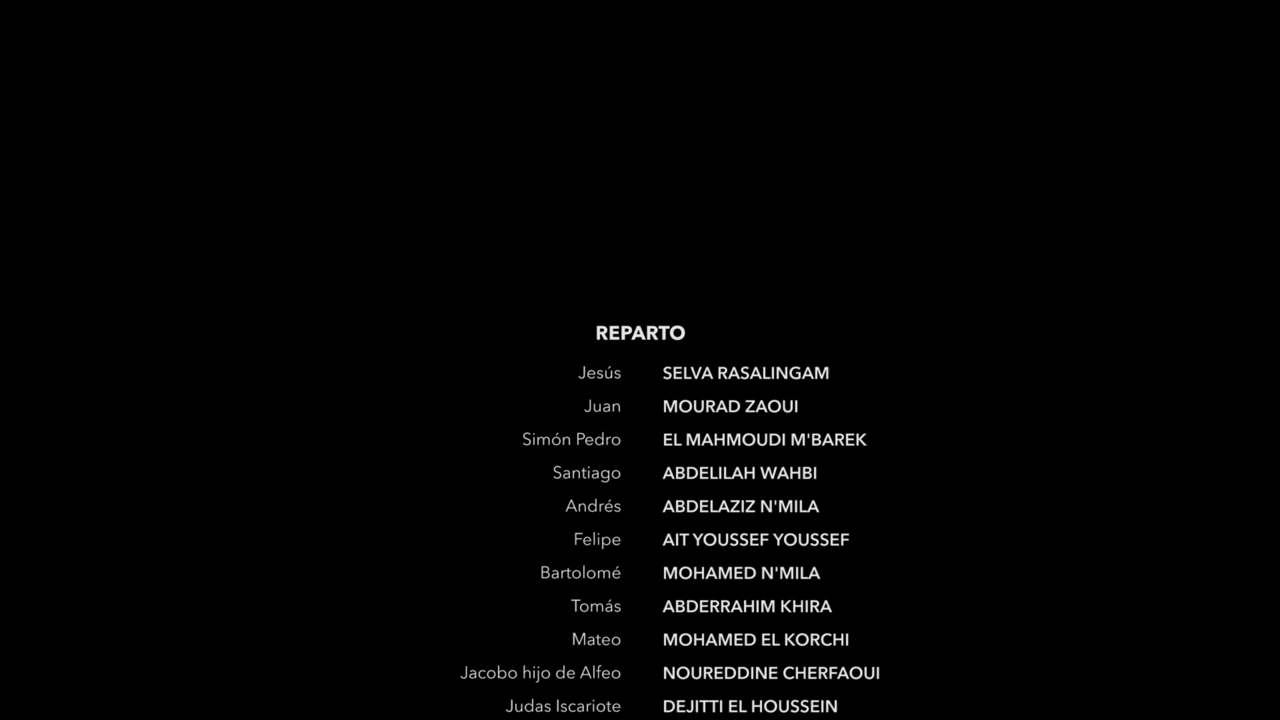 REPARTO
Jesús SELVA RASALINGAM
Juan MOURAD ZAOUI
Simón Pedro EL MAHMOUDI M'BAREK
Santiago ABDELILAH WAHBI
Andrés ABDELAZIZ N'MILA
Felipe AIT YOUSSEF YOUSSEF
Bartolomé MOHAMED N'MILA
Tomás ABDERRAHIM KHIRA
Mateo MOHAMED EL KORCHI
Jacobo hijo de Alfeo NOUREDDINE CHERFAOUI
Judas Iscariote DEJITTI EL HOUSSEIN